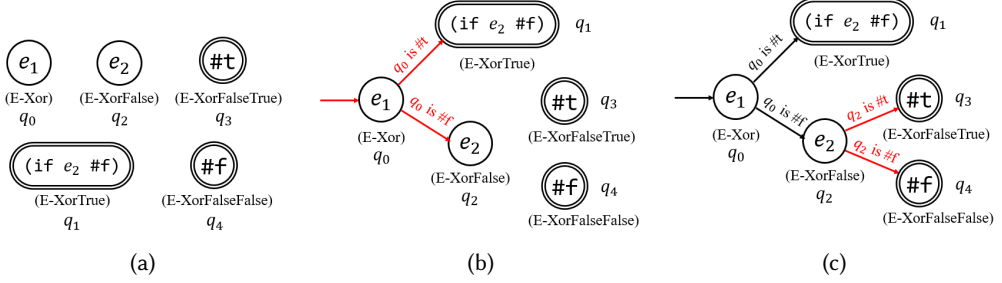 e1
(E-Xor)
q0
e2
(E-XorFalse)
q2
#t
(E-XorFalseTrue)
q3
(if e2 #f)
(E-XorTrue)
q1
#f
(E-XorFalseFalse)
q4
(a)
(if e2 #f)
q1
(E-XorTrue)
q0 is #t
e1
(E-Xor)
q0
q0 is #f
e2
(E-XorFalse)
q2
#t
q3
(E-XorFalseTrue)
#f
q4
(E-XorFalseFalse)
(b)
(if e2 #f)
q1
(E-XorTrue)
q0 is #t
e1
(E-Xor)
q0
q0 is #f
e2
(E-XorFalse)
q2
q2 is #t
#t
q3
(E-XorFalseTrue)
q2 is #f
#f
q4
(E-XorFalseFalse)
(c)